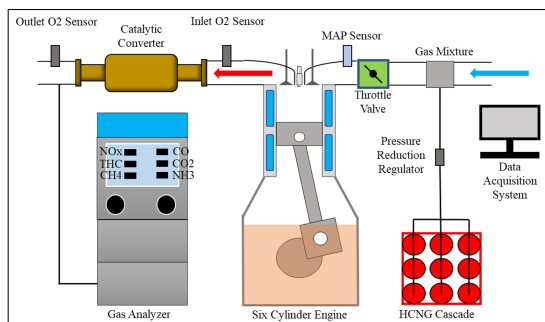 Outlet O2 Sensor
Catalytic
Converter
Inlet O2 Sensor
MAP Sensor
Gas Mixture
Throttle
Valve
Pressure
Reduction
Regulator
Data
Acquisition
System
NOx CO
THC CO2
CH4 NH3
Gas Analyzer
Six Cylinder Engine
HCNG Cascade